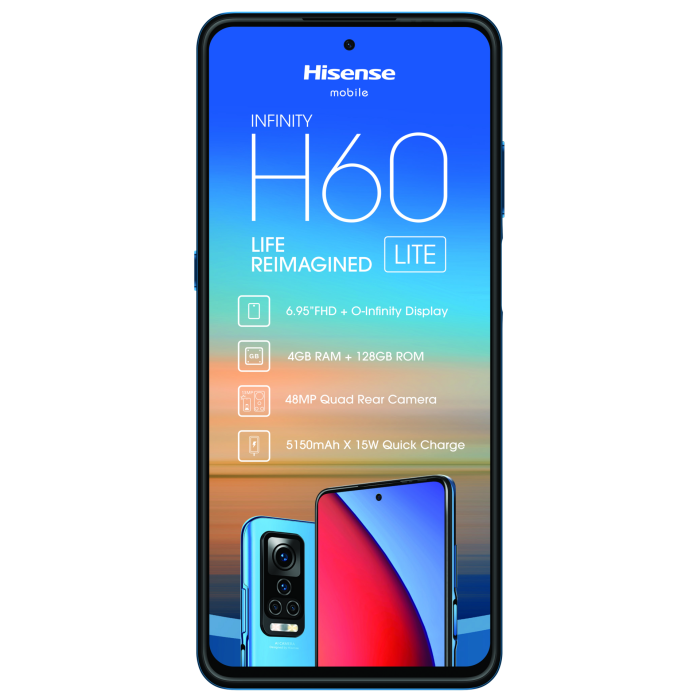 Hisense
mobile
INFINITY
H60
LIFE
REIMAGINED
LITE
6.95"FHD + O-Infinity Display
GB
4GB RAM + 128GB ROM
48MP Quad Rear Camera
5150mAh X 15W Quick Charge